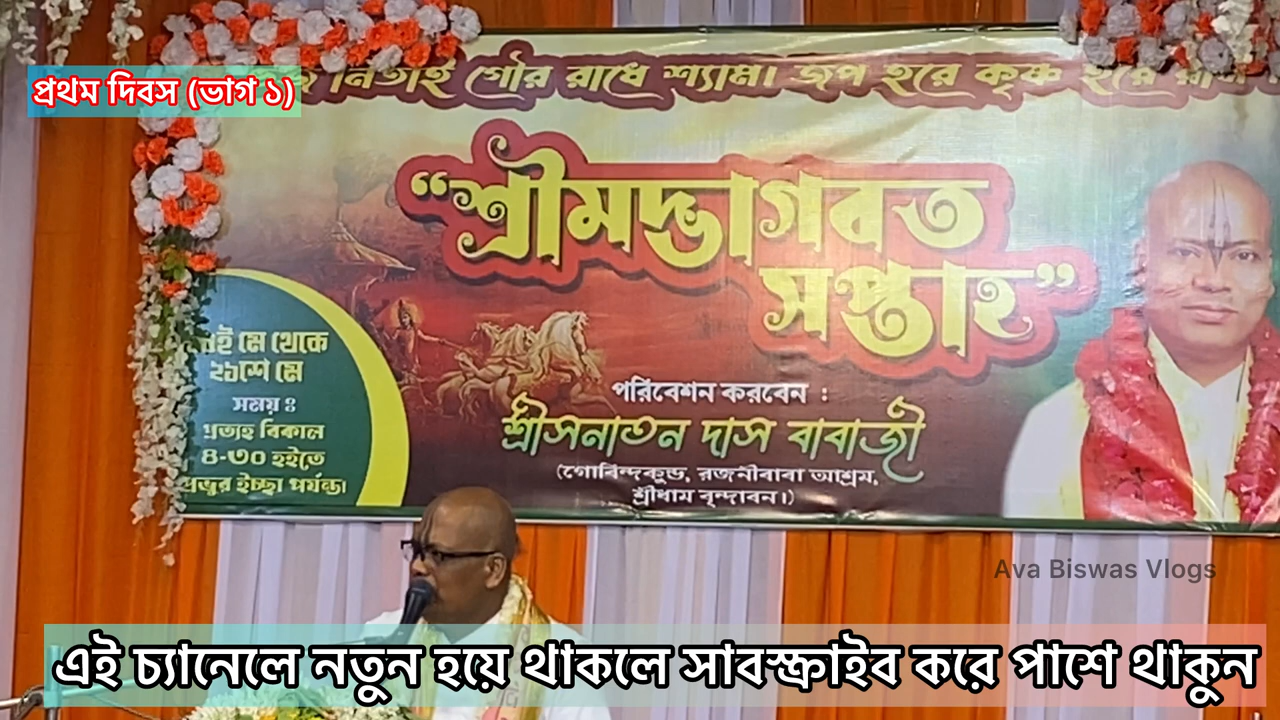 নিতাই গৌর রাধে শ্যাম। জপ হরে কৃষ্ণ হরে
প্রথম দিবস (ভাগ ১)
“শ্রীমদ্ভাগবত
সপ্তাহ”
মে থেকে
২১শে মে
সময় ঃ
প্রত্যহ বিকাল
৪-৩০ হইতে
প্রভুর ইচ্ছা পর্যন্ত।
পরিবেশন করবেন :
শ্রীসনাতন দাস বাবাজী
(গোবিন্দকুন্ড, রজনীবাবা আশ্রম,
শ্রীধাম বৃন্দাবন।)
Ava Biswas Vlogs
এই চ্যানেলে নতুন হয়ে থাকলে সাবস্ক্রাইব করে পাশে থাকুন